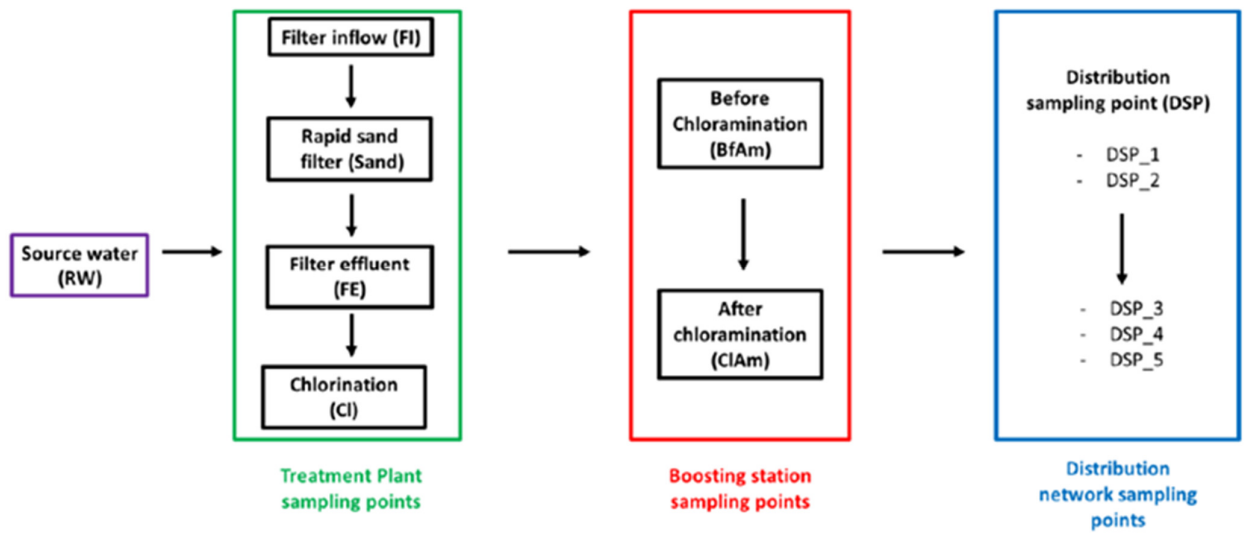 Source water
(RW)
Filter inflow (FI)
Rapid sand
filter (Sand)
Filter effluent
(FE)
Chlorination
(Cl)
Treatment Plant
sampling points
Before
Chloramination
(BfAm)
After
chloramination
(ClAm)
Boosting station
sampling points
Distribution
sampling point (DSP)
- DSP_1
- DSP_2
- DSP_3
- DSP_4
- DSP_5
Distribution
network sampling
points